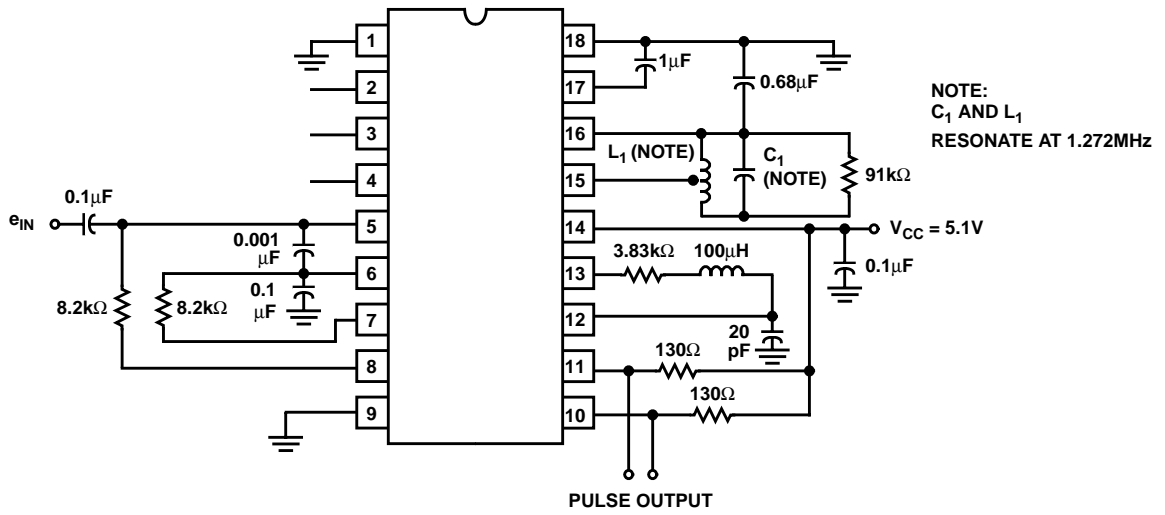 1
2
3
4
5
6
7
8
9
18
17
16
15
14
13
12
11
10
1μF
0.68μF
NOTE:
C₁ AND L₁
RESONATE AT 1.272MHz
L₁ (NOTE)
C₁
(NOTE)
91kΩ
0.1μF
eIN
0.001
μF
0.1
μF
8.2kΩ
8.2kΩ
VCC = 5.1V
3.83kΩ
100μH
0.1μF
20
pF
130Ω
130Ω
PULSE OUTPUT